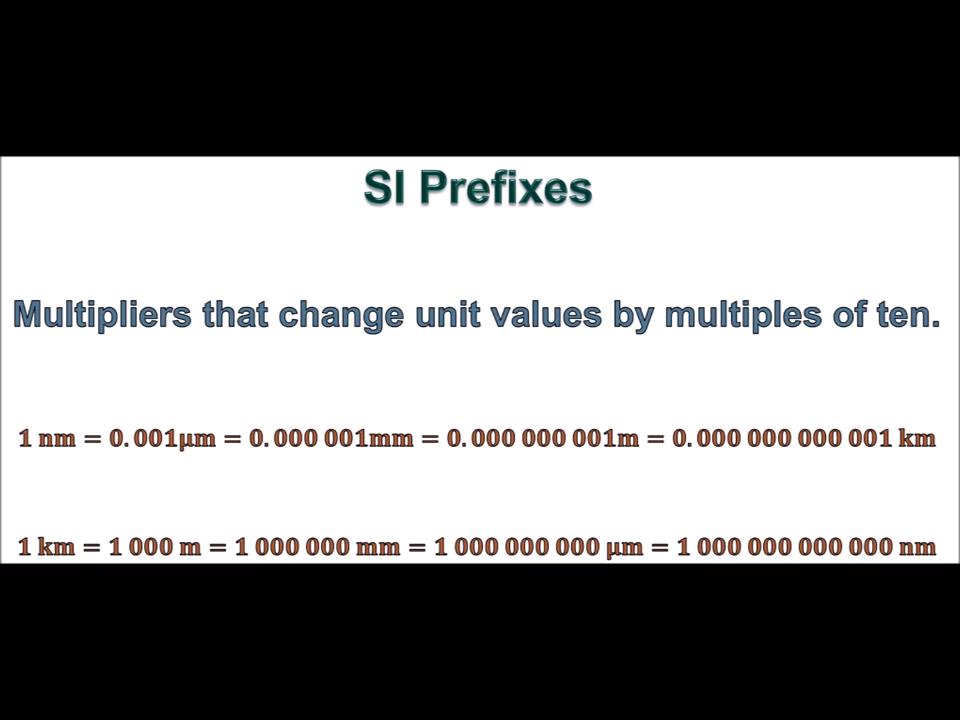 SI Prefixes
Multipliers that change unit values by multiples of ten.
1 nm = 0.001μm = 0.000 001mm = 0.000 000 001m = 0.000 000 000 001 km
1 km = 1 000 m = 1 000 000 mm = 1 000 000 000 μm = 1 000 000 000 000 nm